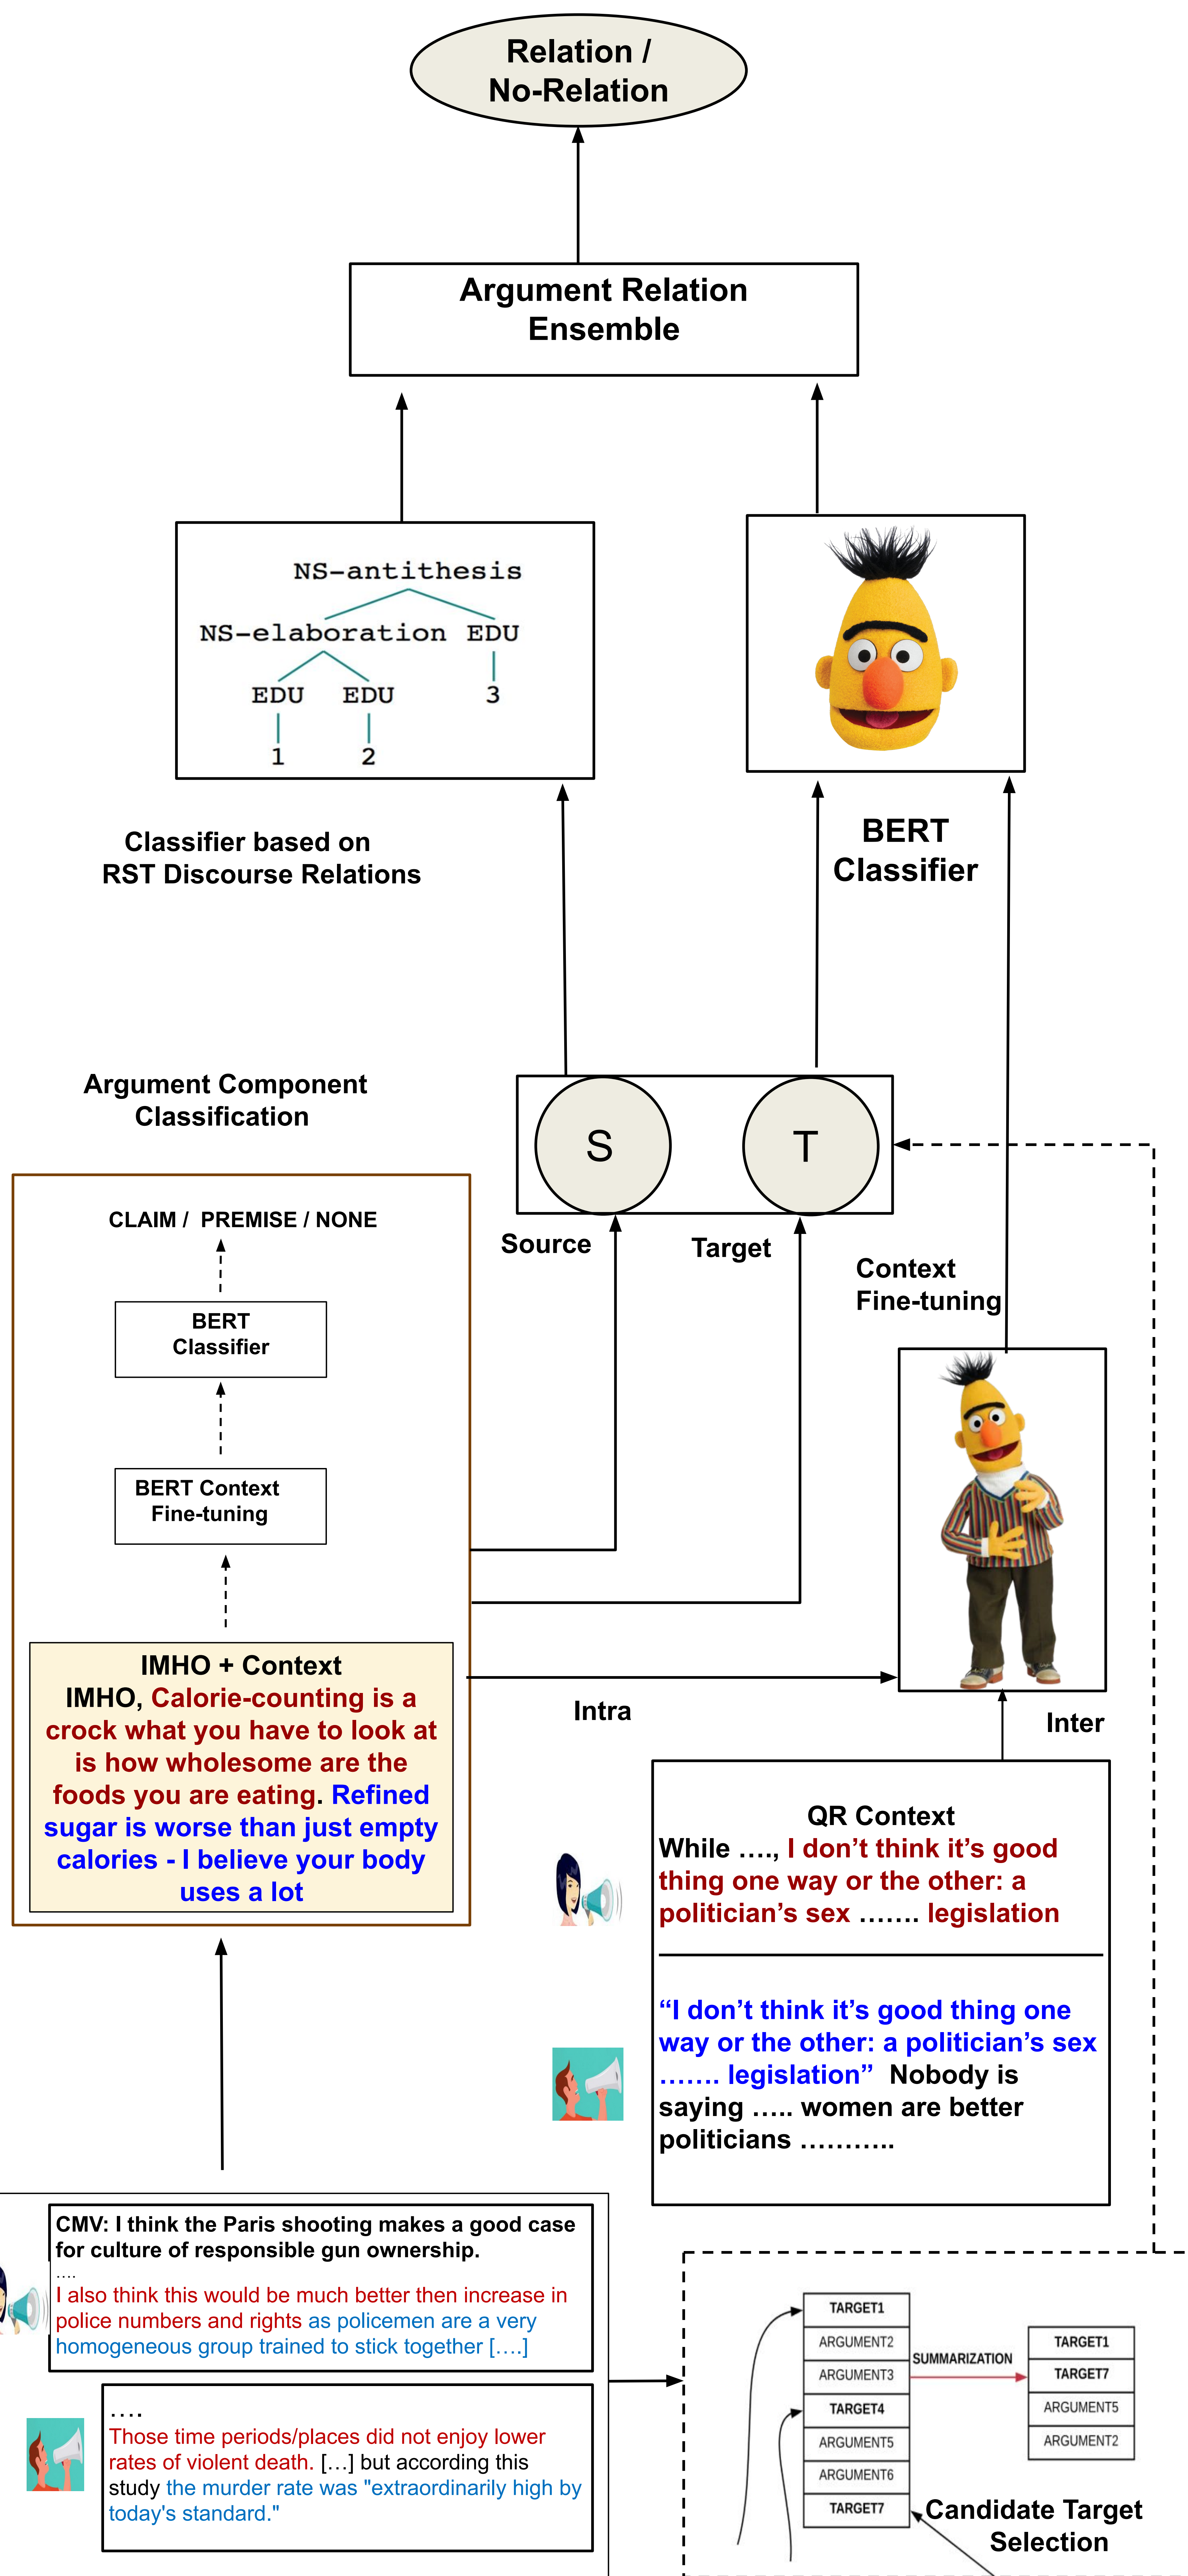 Relation /
No-Relation
Argument Relation
Ensemble
NS-antithesis
NS-elaboration EDU
EDU EDU 3
1 2
Classifier based on
RST Discourse Relations
BERT
Classifier
Argument Component
Classification
S T
Source
Target
Context
Fine-tuning
CLAIM / PREMISE / NONE
BERT
Classifier
BERT Context
Fine-tuning
IMHO + Context
IMHO, Calorie-counting is a
crock what you have to look at
is how wholesome are the
foods you are eating. Refined
sugar is worse than just empty
calories - I believe your body
uses a lot
Intra
Inter
QR Context
While …., I don’t think it’s good
thing one way or the other: a
politician’s sex ……. legislation
“I don’t think it’s good thing one
way or the other: a politician’s sex
……. legislation” Nobody is
saying ….. women are better
politicians ………..
CMV: I think the Paris shooting makes a good case
for culture of responsible gun ownership.
….
I also think this would be much better then increase in
police numbers and rights as policemen are a very
homogeneous group trained to stick together [….]
….
Those time periods/places did not enjoy lower
rates of violent death. […] but according this
study the murder rate was "extraordinarily high by
today's standard."
TARGET1
ARGUMENT2
ARGUMENT3
TARGET4
ARGUMENT5
ARGUMENT6
TARGET7
SUMMARIZATION
TARGET1
TARGET7
ARGUMENT5
ARGUMENT2
Candidate Target
Selection